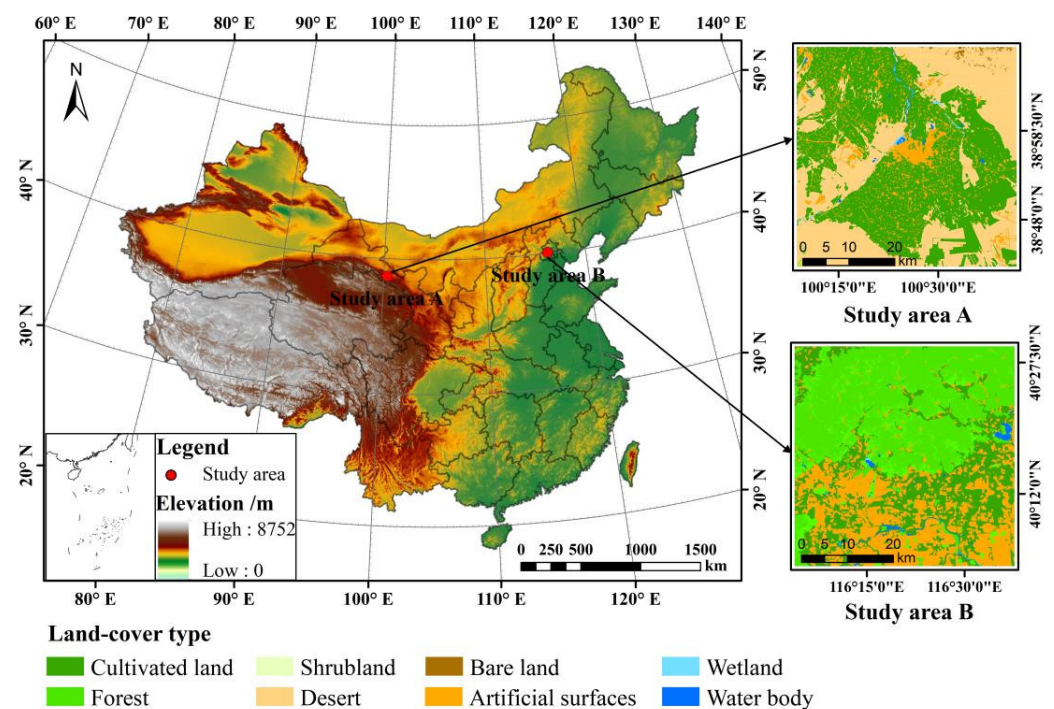 60° E 70° E 80° E 90° E 100° E 110° E 120° E 130° E 140° E
N
50° N
40° N
40° N
30° N
30° N
20° N
20° N
Study area A
Study area B
Legend
Study area
Elevation /m
High : 8752
Low : 0
0 250 500 1000 1500
km
80° E 90° E 100° E 110° E 120° E
38°58'30"N
38°48'0"N
0 5 10 20
km
100°15'0"E 100°30'0"E
Study area A
40°27'30"N
40°12'0"N
0 5 10 20
km
116°15'0"E 116°30'0"E
Study area B
Land-cover type
Cultivated land Shrubland Bare land Wetland
Forest Desert Artificial surfaces Water body